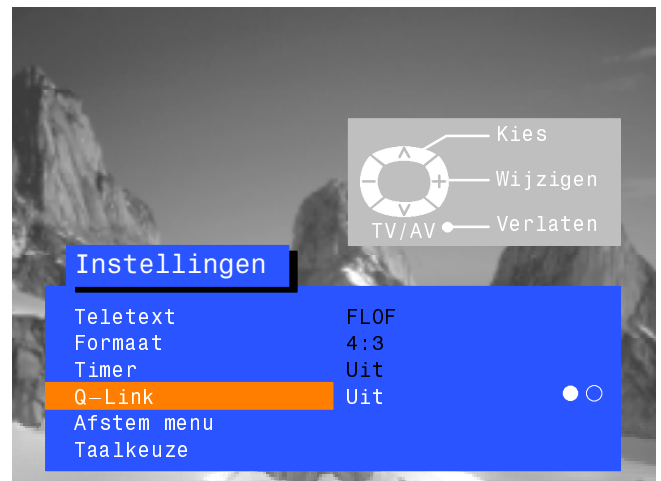 Kies
Wijzigen
TV/AV Verlaten
Instellingen
Teletext FLOF
Formaat 4:3
Timer Uit
Q–Link Uit
Afstem menu
Taalkeuze